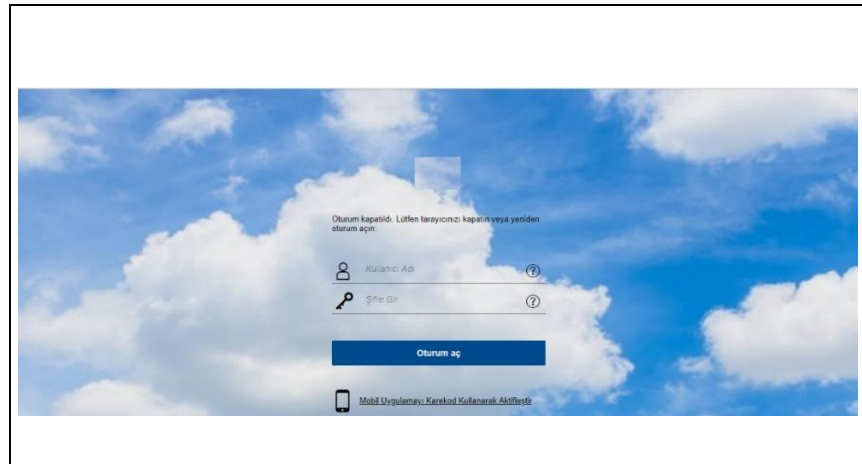 Oturum kapatıldı. Lütfen tarayıcınızı kapatın veya yeniden
oturum açın:
Kullanıcı Adı
Şifre Gir
Oturum aç
Mobil Uygulamayı Karekod Kullanarak Aktifleştir